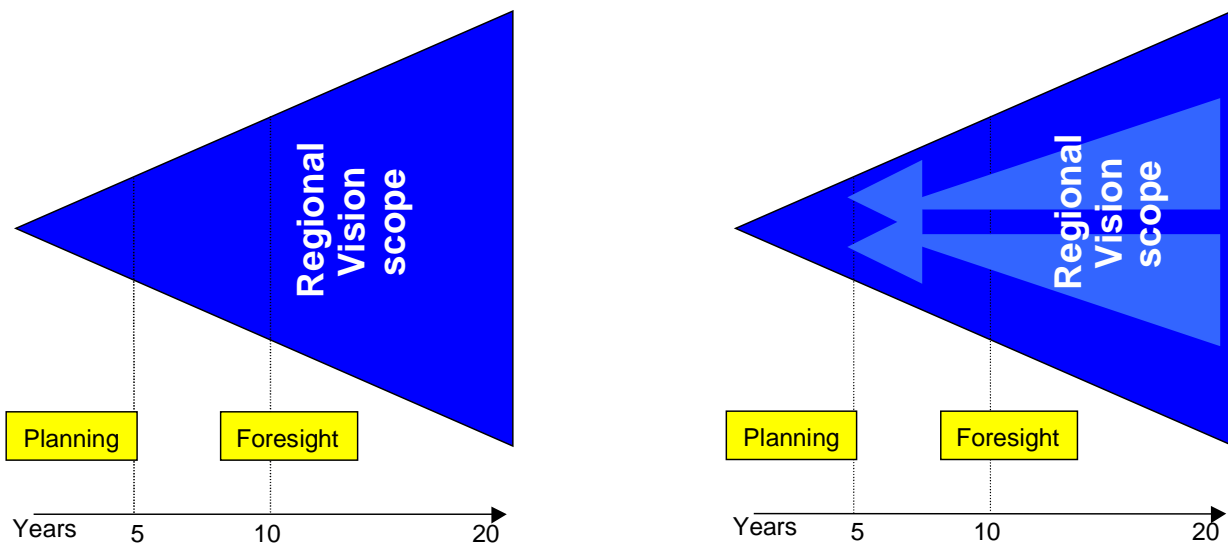 Regional
Vision
scope
Planning
Foresight
Years
5
10
20
Regional
Vision
scope
Planning
Foresight
Years
5
10
20